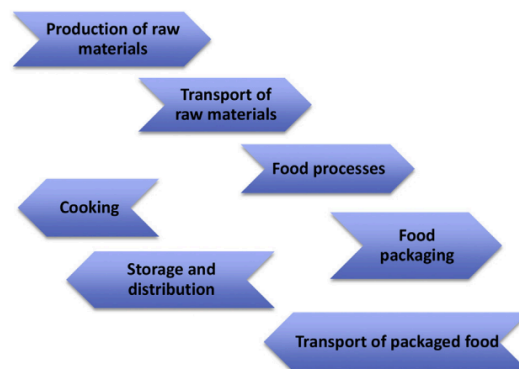 Production of raw
materials
Transport of
raw materials
Food processes
Cooking
Food
packaging
Storage and
distribution
Transport of packaged food